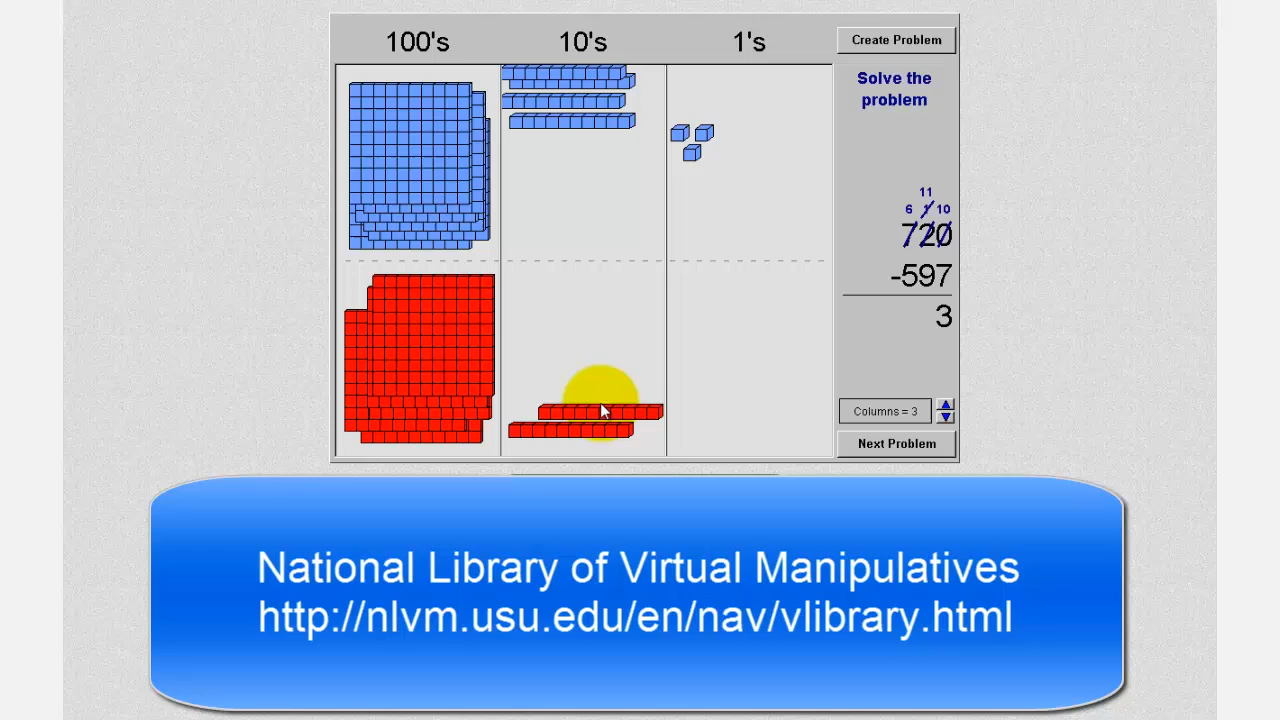 100's 10's 1's
Create Problem
Solve the
problem
11
6 1 10
720
-597
3
Columns = 3
Next Problem
National Library of Virtual Manipulatives
http://nlvm.usu.edu/en/nav/vlibrary.html